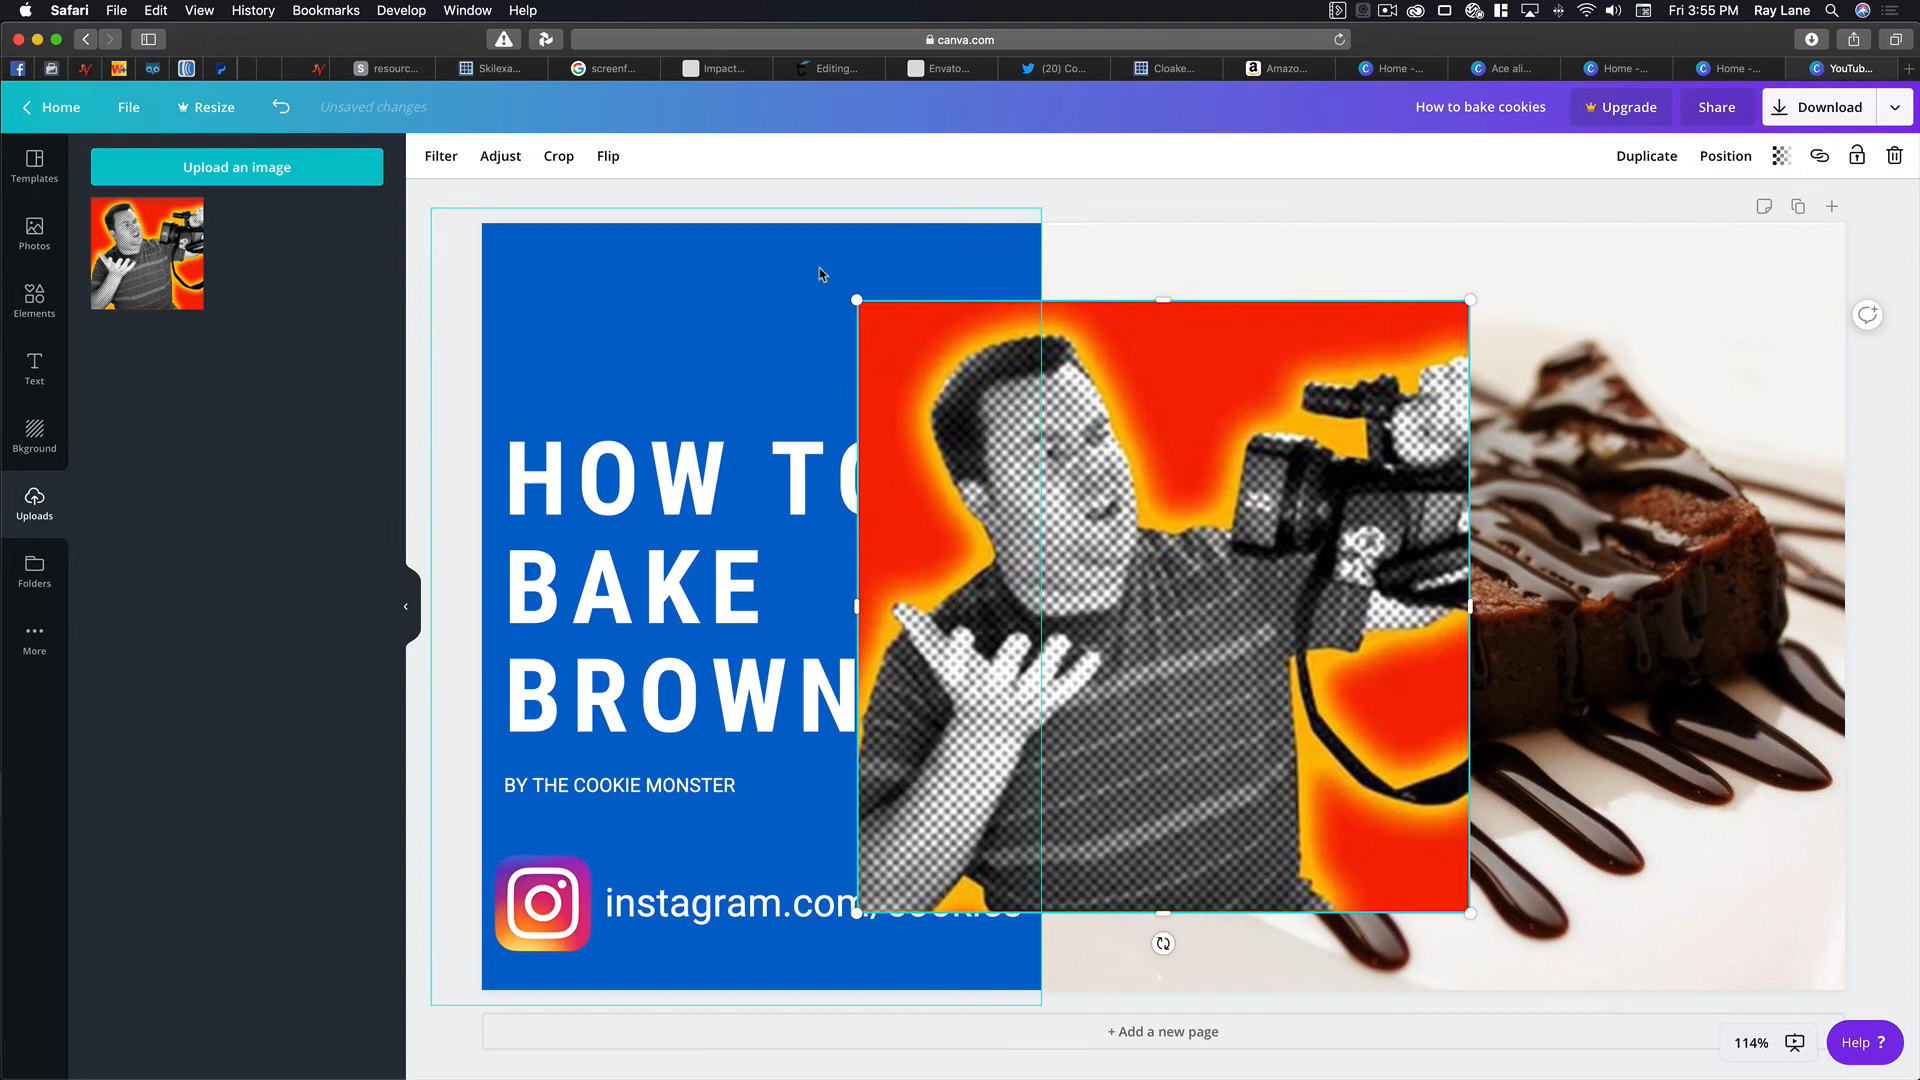 Safari File Edit View History Bookmarks Develop Window Help Fri 3:55 PM Ray Lane
canva.com
resourc... Skilexa... screenf... Impact... Editing... Envato... (20) Co... Cloake... Amazo... Home -... Ace ali... Home -... Home -... YouTub...
Home File Resize Unsaved changes How to bake cookies Upgrade Share Download
Filter Adjust Crop Flip Duplicate Position
Upload an image
Templates
Photos
Elements
Text
Bkground
Uploads
Folders
More
HOW TO
BAKE
BROWN
BY THE COOKIE MONSTER
instagram.com/cookies
+ Add a new page
114% Help ?